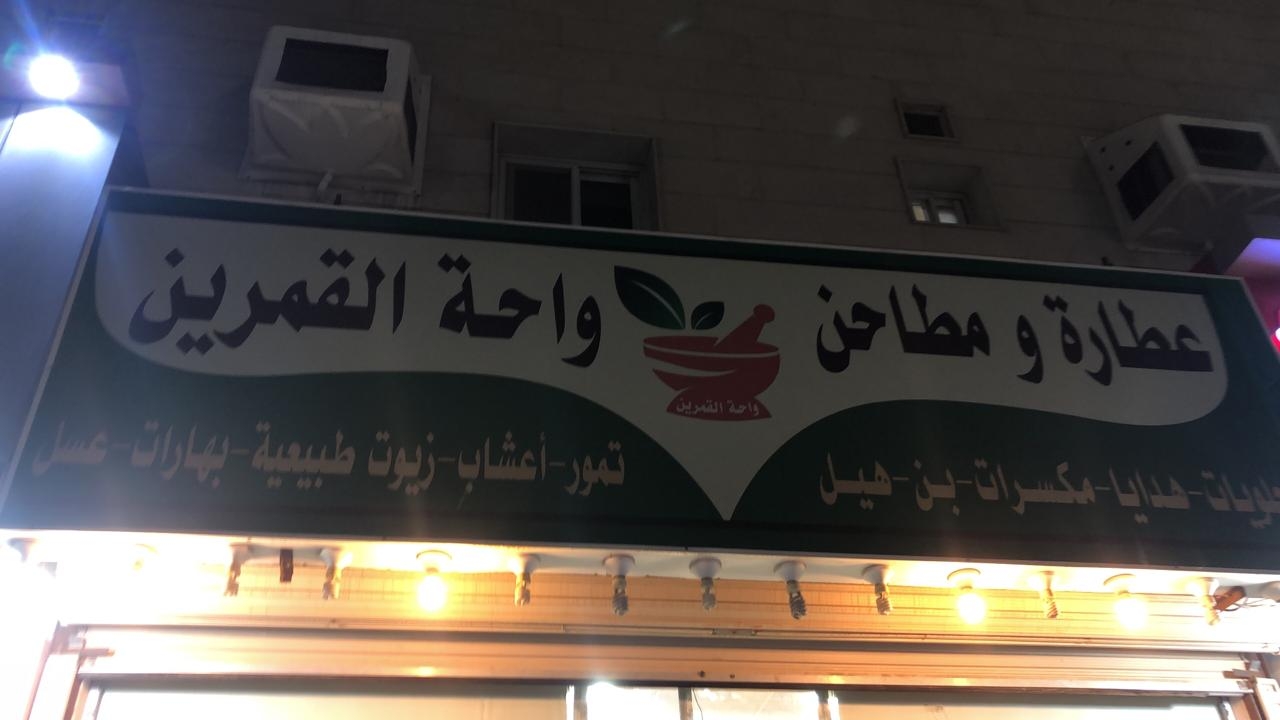 عطارة و مطاحن واحة القمرين
واحة القمرين
-هدايا-مكسرات-بن-هيل
تمور-أعشاب-زيوت طبيعية-بهارات-عسل